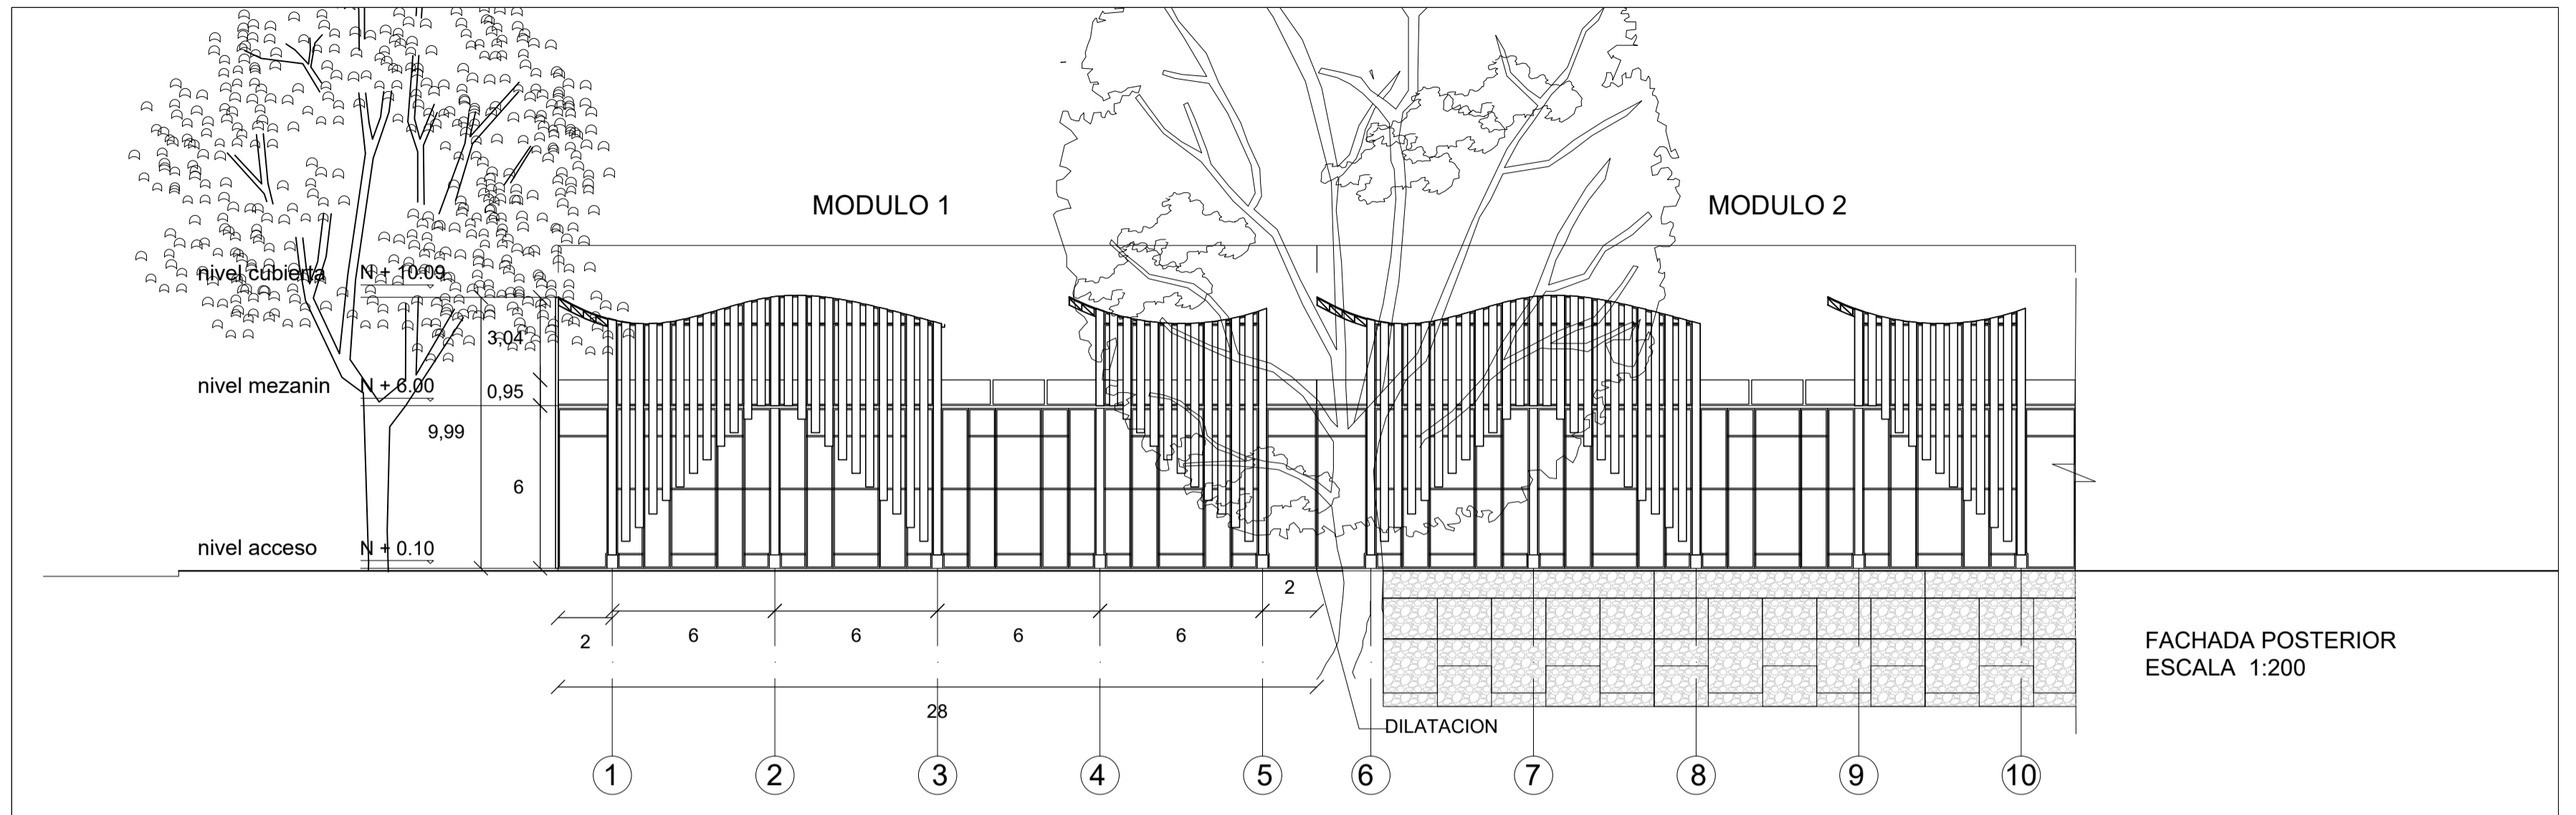 MODULO 1
MODULO 2
nivel cubierta N + 10.09
3,04
nivel mezanin N + 6.00
0,95
9,99
6
nivel acceso N + 0.10
2
2
6
6
6
6
28
FACHADA POSTERIOR
ESCALA 1:200
DILATACION
1
2
3
4
5
6
7
8
9
10